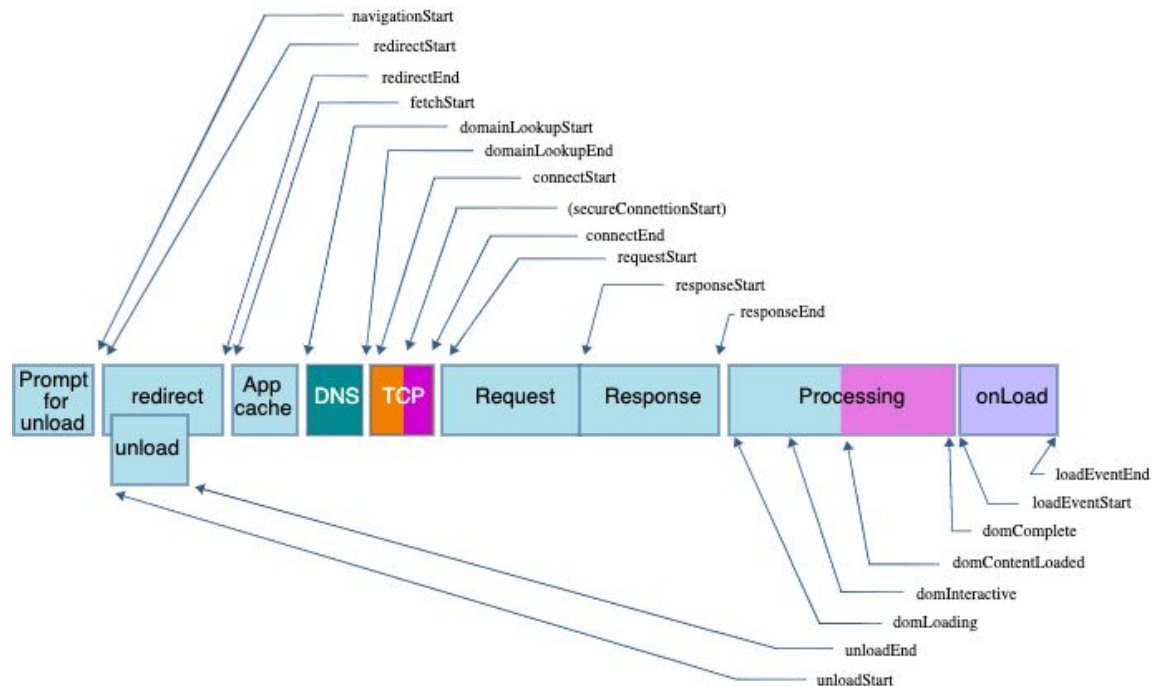 navigationStart
redirectStart
redirectEnd
fetchStart
domainLookupStart
domainLookupEnd
connectStart
(secureConnettionStart)
connectEnd
requestStart
responseStart
responseEnd
Prompt
for
unload
redirect
unload
App
cache
DNS
TCP
Request
Response
Processing
onLoad
loadEventEnd
loadEventStart
domComplete
domContentLoaded
domInteractive
domLoading
unloadEnd
unloadStart